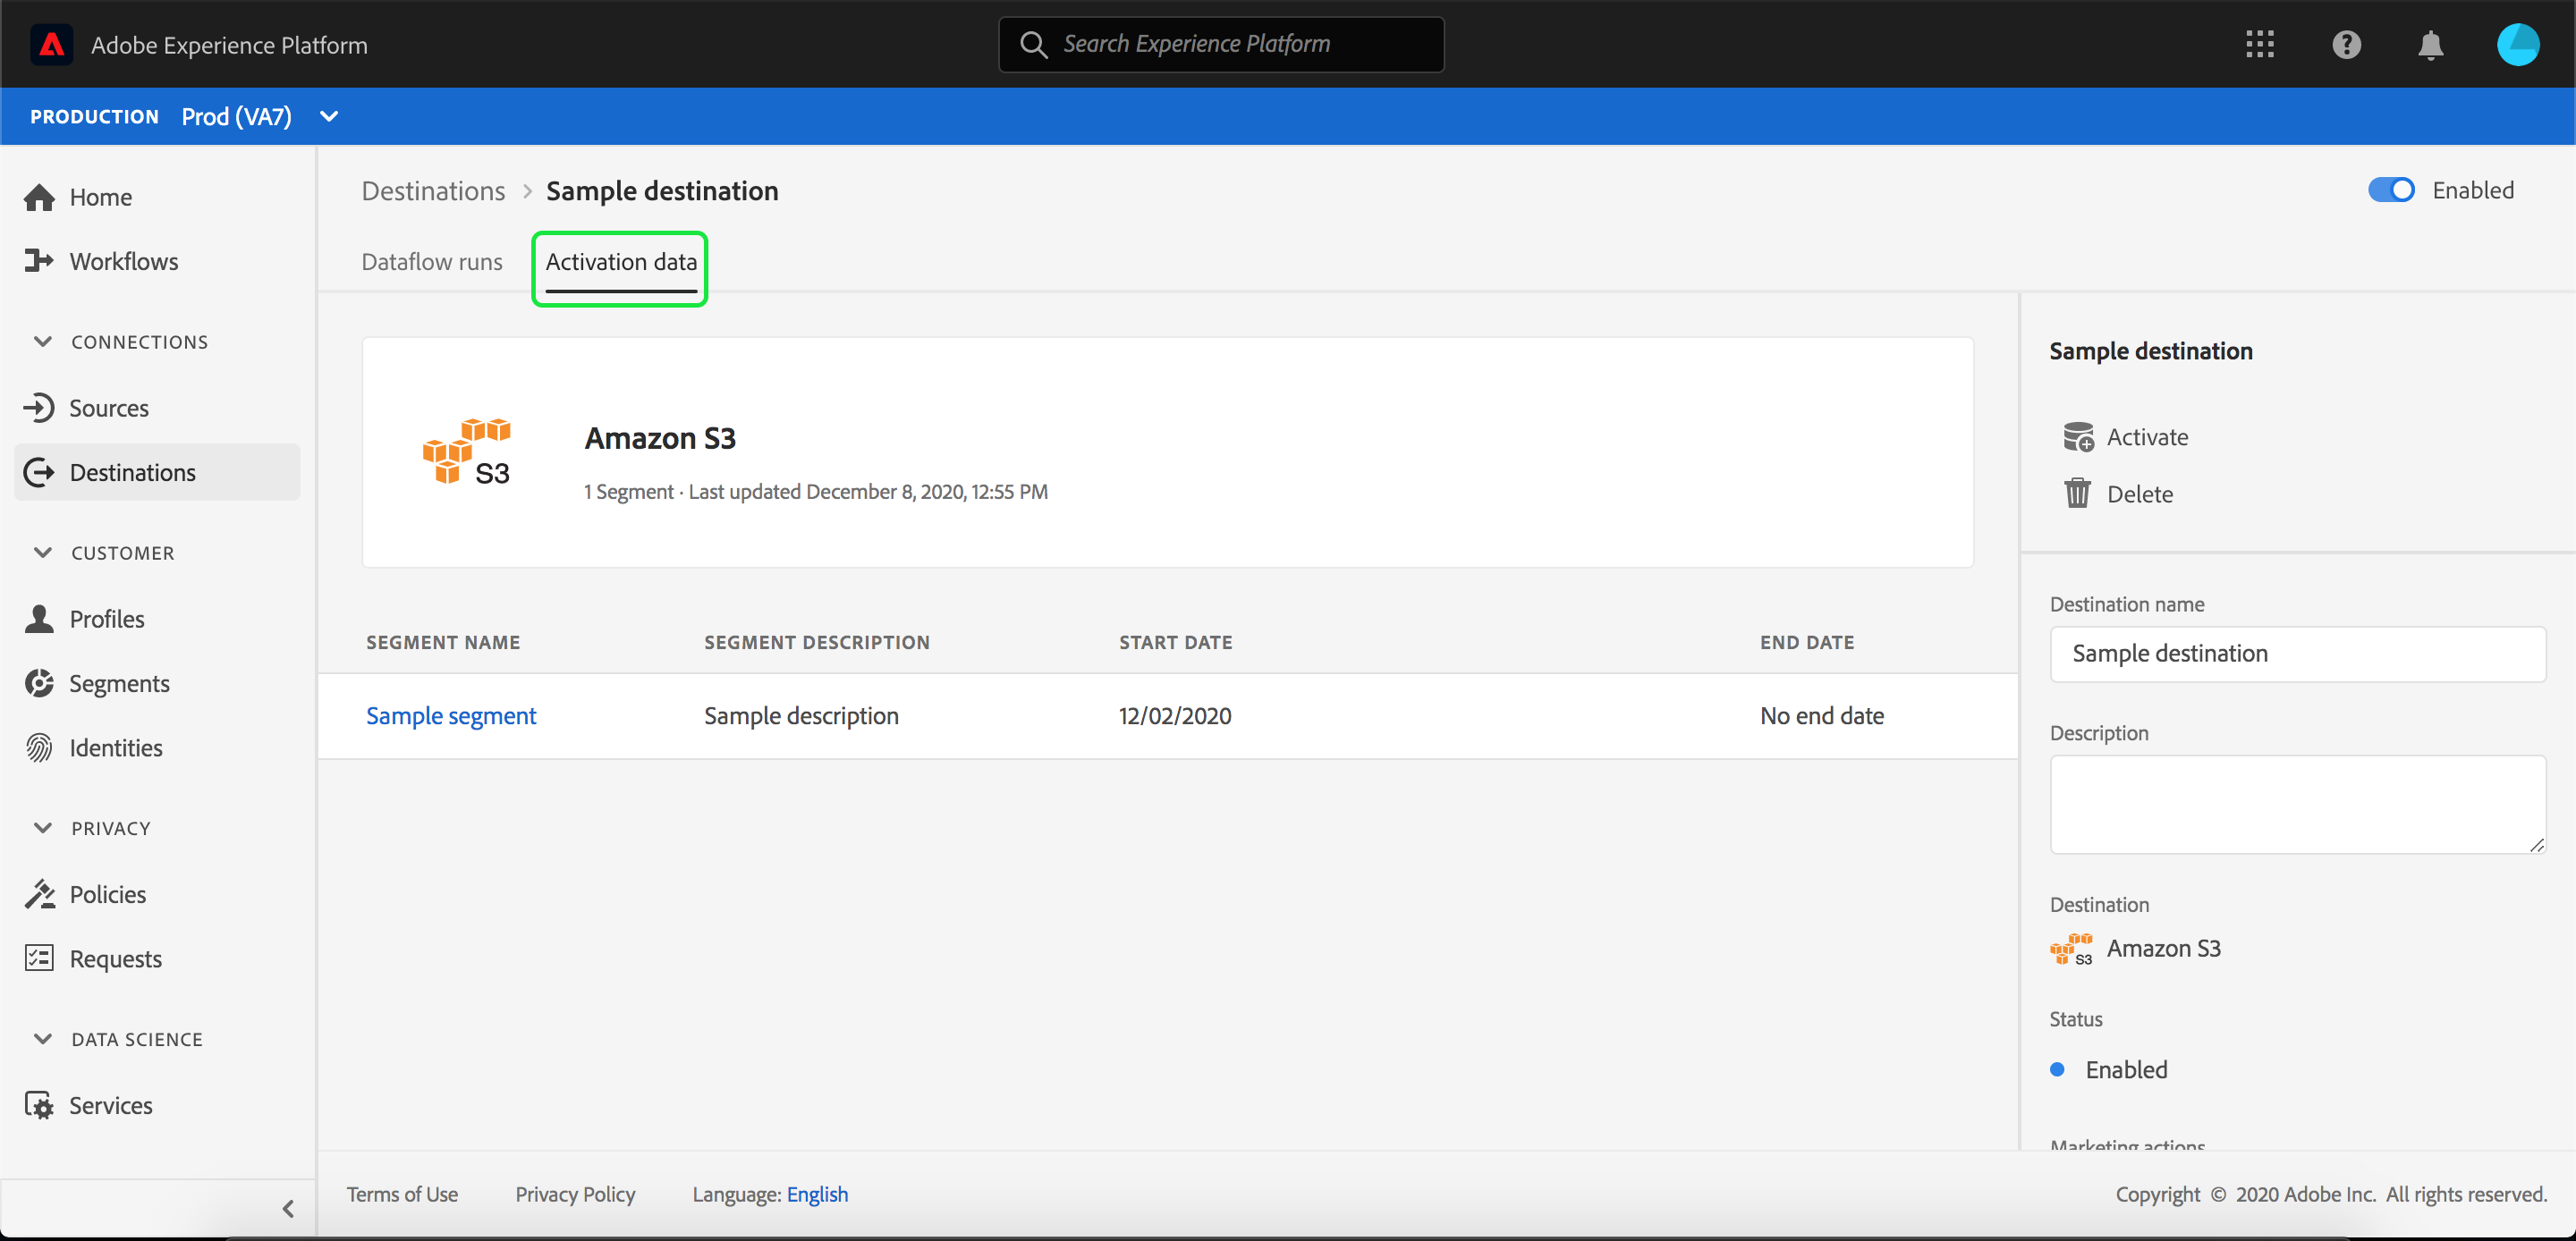 Adobe Experience Platform
Search Experience Platform
PRODUCTION Prod (VA7)
Home
Workflows
CONNECTIONS
Sources
Destinations
CUSTOMER
Profiles
Segments
Identities
PRIVACY
Policies
Requests
DATA SCIENCE
Services
Destinations > Sample destination
Enabled
Dataflow runs Activation data
S3
Amazon S3
1 Segment · Last updated December 8, 2020, 12:55 PM
SEGMENT NAME SEGMENT DESCRIPTION START DATE END DATE
Sample segment Sample description 12/02/2020 No end date
Sample destination
Activate
Delete
Destination name
Sample destination
Description
Destination
S3 Amazon S3
Status
Enabled
Marketing actions
Terms of Use Privacy Policy Language: English
Copyright © 2020 Adobe Inc. All rights reserved.